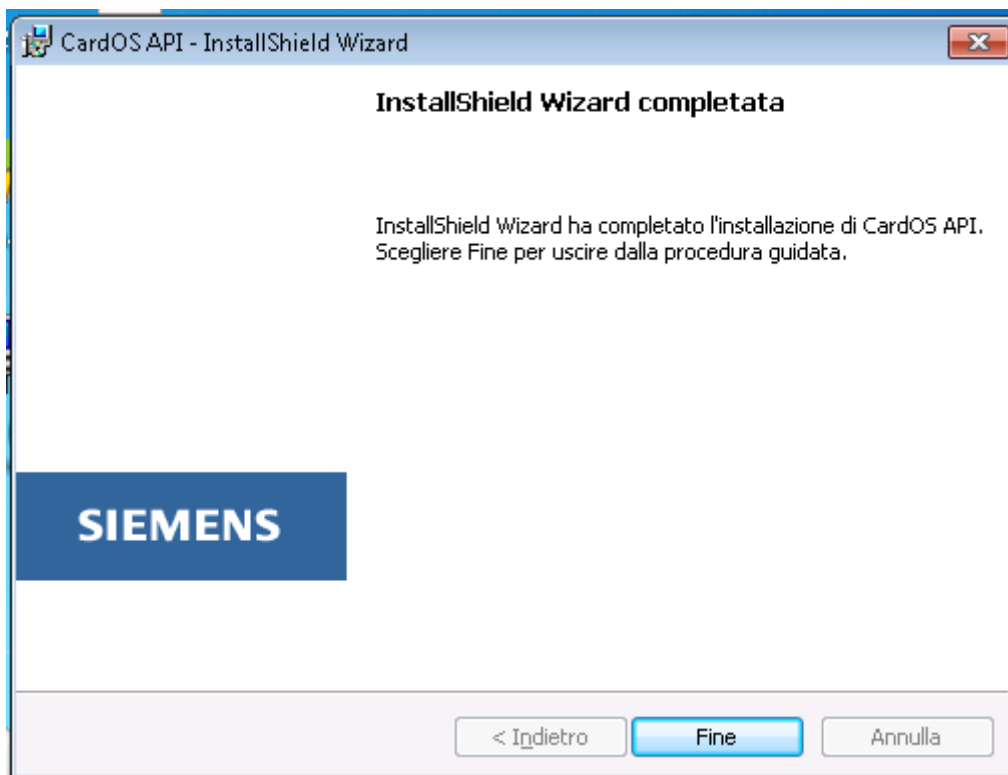 CardOS API - InstallShield Wizard
InstallShield Wizard completata
InstallShield Wizard ha completato l'installazione di CardOS API.
Scegliere Fine per uscire dalla procedura guidata.
SIEMENS
< Indietro
Fine
Annulla